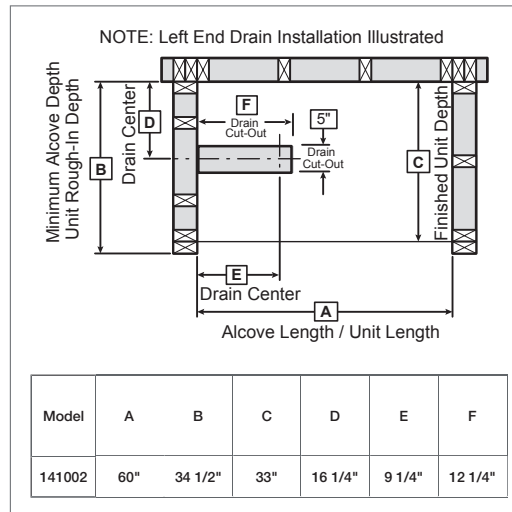 NOTE: Left End Drain Installation Illustrated
Minimum Alcove Depth
Unit Rough-In Depth
B
Drain Center
D
F
Drain
Cut-Out
5"
Drain
Cut-Out
C
Finished Unit Depth
E
Drain Center
A
Alcove Length / Unit Length
Model A B C D E F
141002 60" 34 1/2" 33" 16 1/4" 9 1/4" 12 1/4"